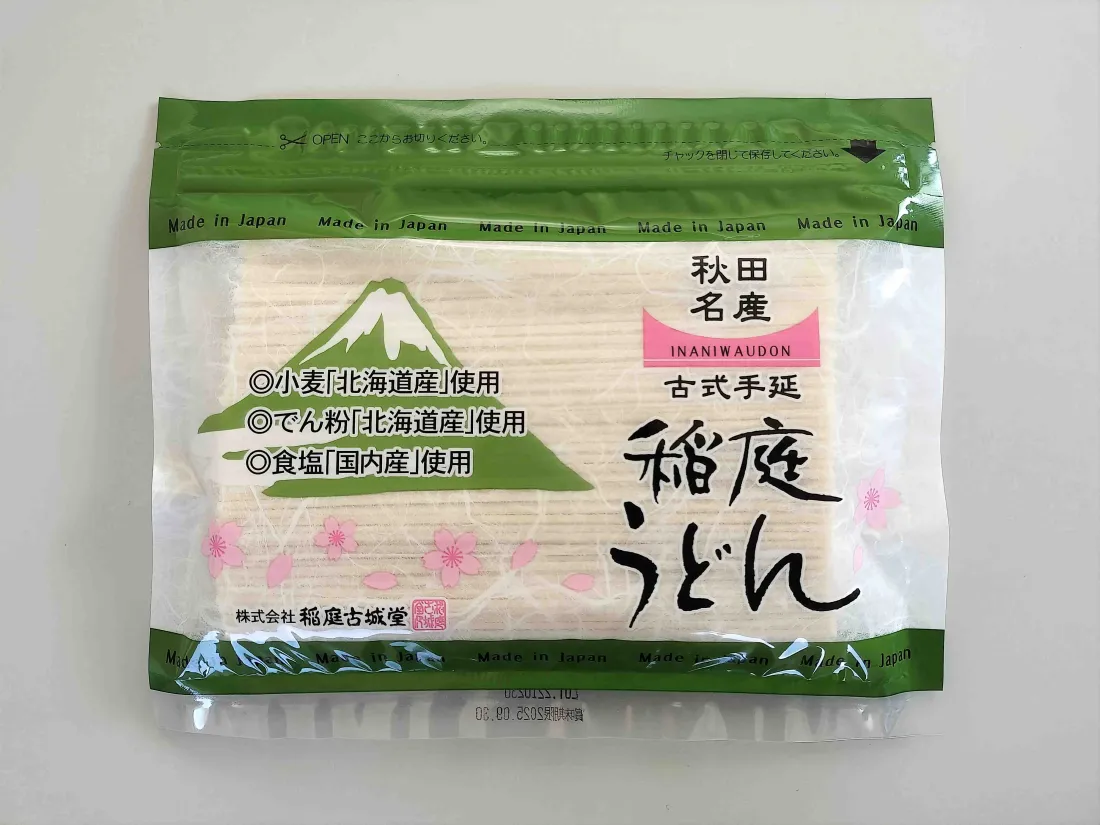 OPEN ここからお切りください。
チャックを閉じて保存してください。
Made in Japan Made in Japan Made in Japan Made in Japan Made in Japan
秋田
名産
INANIWAUDON
古式手延
稲庭
うどん
◎小麦「北海道産」使用
◎でん粉「北海道産」使用
◎食塩「国内産」使用
株式会社 稲庭古城堂
Made in Japan Made in Japan Made in Japan Made in Japan Made in Japan
賞味期限2025.09.30